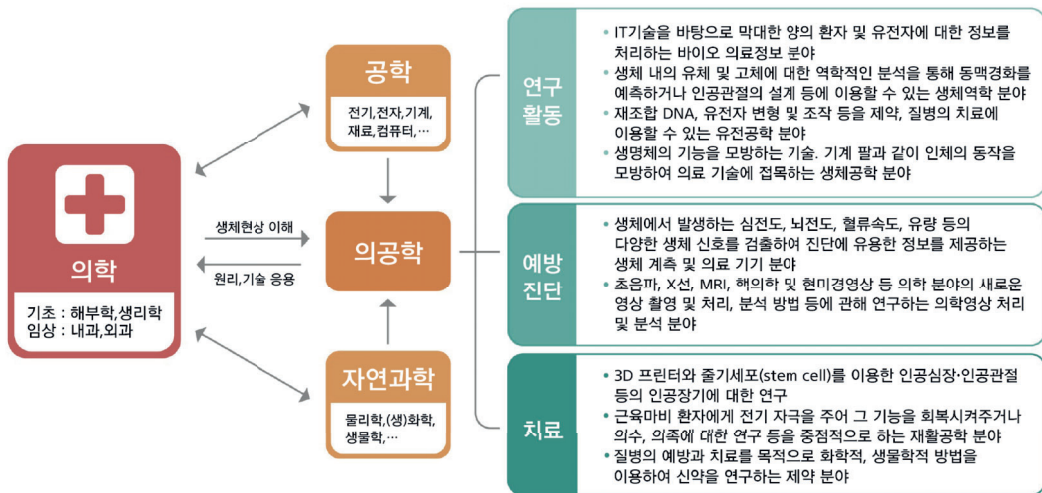 의학
기초 : 해부학,생리학
임상 : 내과,외과
생체현상 이해
원리,기술 응용
공학
전기,전자,기계,
재료,컴퓨터,…
의공학
자연과학
물리학,(생)화학,
생물학,…
연구
활동
• IT기술을 바탕으로 막대한 양의 환자 및 유전자에 대한 정보를
처리하는 바이오 의료정보 분야
• 생체 내의 유체 및 고체에 대한 역학적인 분석을 통해 동맥경화를
예측하거나 인공관절의 설계 등에 이용할 수 있는 생체역학 분야
• 재조합 DNA, 유전자 변형 및 조작 등을 제약, 질병의 치료에
이용할 수 있는 유전공학 분야
• 생명체의 기능을 모방하는 기술. 기계 팔과 같이 인체의 동작을
모방하여 의료 기술에 접목하는 생체공학 분야
예방
진단
• 생체에서 발생하는 심전도, 뇌전도, 혈류속도, 유량 등의
다양한 생체 신호를 검출하여 진단에 유용한 정보를 제공하는
생체 계측 및 의료 기기 분야
• 초음파, X선, MRI, 핵의학 및 현미경영상 등 의학 분야의 새로운
영상 촬영 및 처리, 분석 방법 등에 관해 연구하는 의학영상 처리
및 분석 분야
치료
• 3D 프린터와 줄기세포(stem cell)를 이용한 인공심장·인공관절
등의 인공장기에 대한 연구
• 근육마비 환자에게 전기 자극을 주어 그 기능을 회복시켜주거나
의수, 의족에 대한 연구 등을 중점적으로 하는 재활공학 분야
• 질병의 예방과 치료를 목적으로 화학적, 생물학적 방법을
이용하여 신약을 연구하는 제약 분야